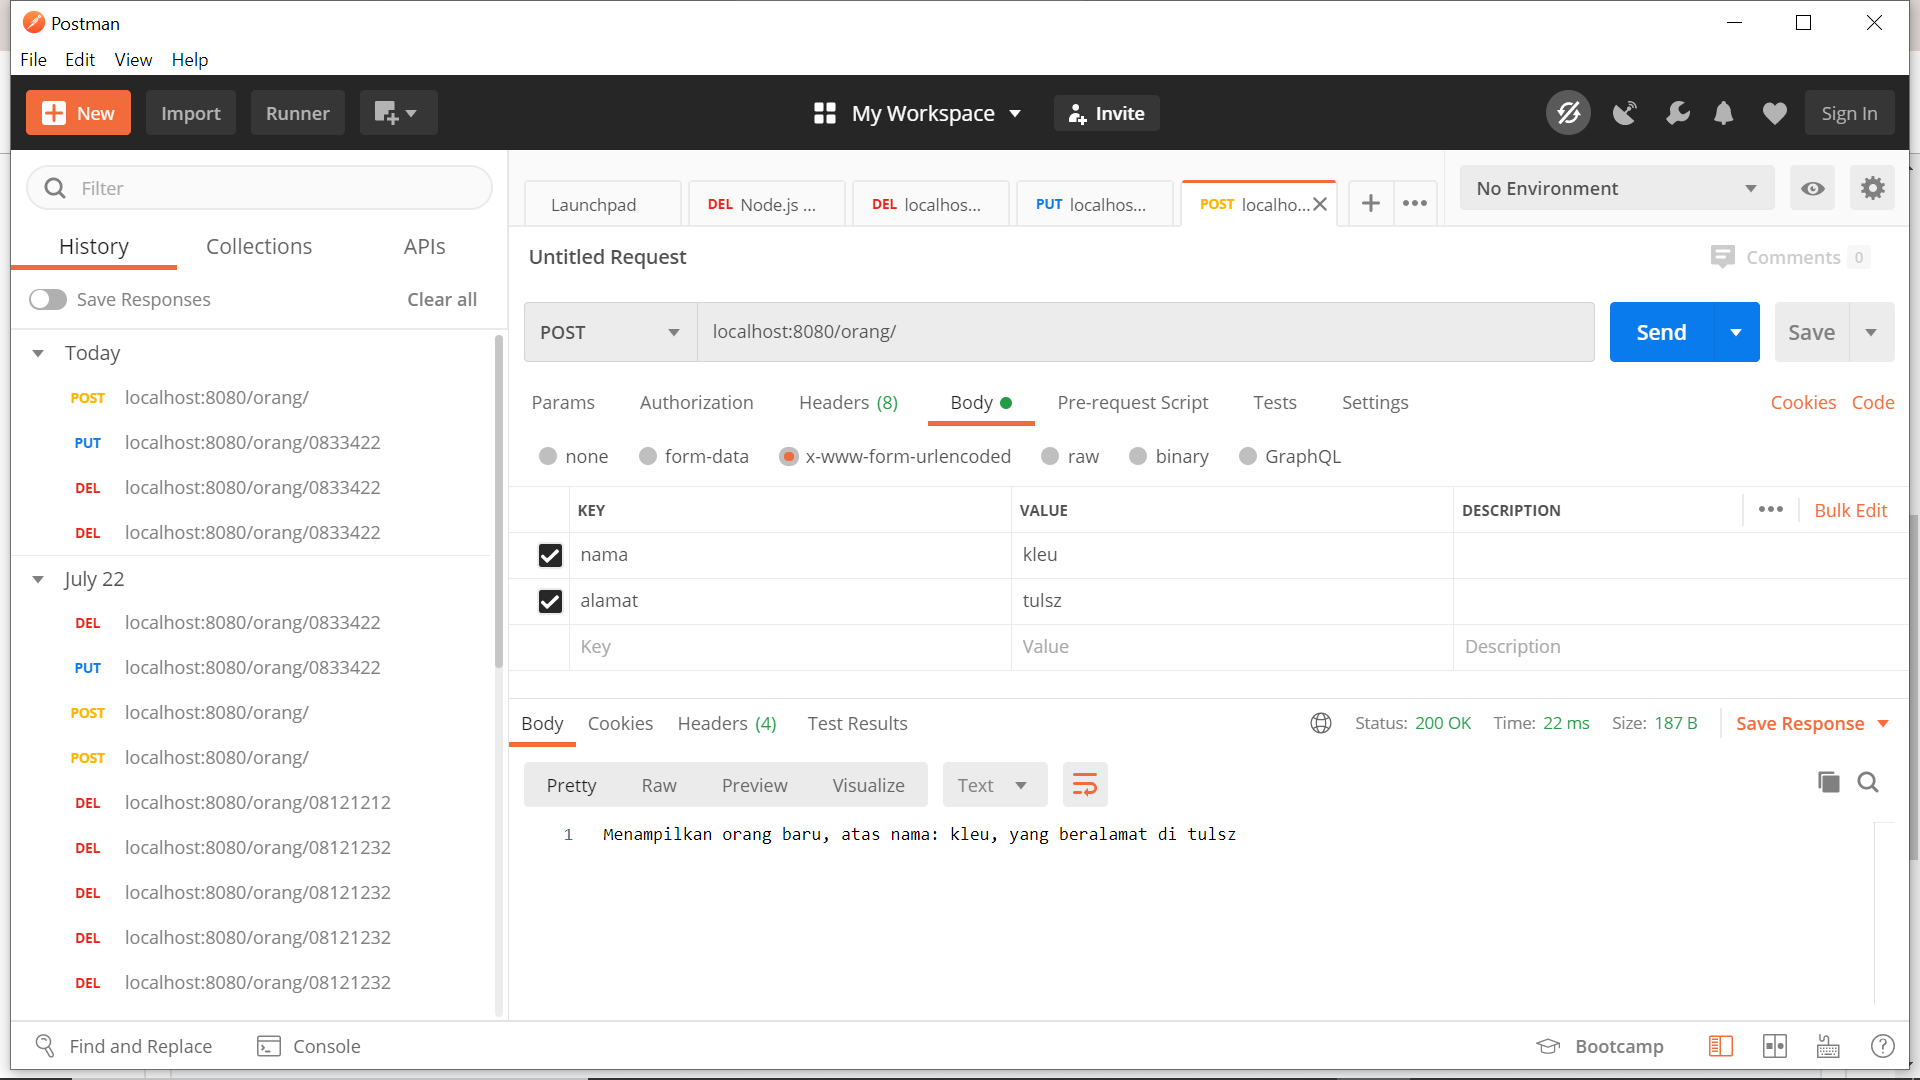 Postman
File Edit View Help
New Import Runner My Workspace Invite Sign In
Filter
History Collections APIs
Save Responses Clear all
Today
POST localhost:8080/orang/
PUT localhost:8080/orang/0833422
DEL localhost:8080/orang/0833422
DEL localhost:8080/orang/0833422
July 22
DEL localhost:8080/orang/0833422
PUT localhost:8080/orang/0833422
POST localhost:8080/orang/
POST localhost:8080/orang/
DEL localhost:8080/orang/08121212
DEL localhost:8080/orang/08121232
DEL localhost:8080/orang/08121232
DEL localhost:8080/orang/08121232
DEL localhost:8080/orang/08121232
Launchpad DEL Node.js ... DEL localhos... PUT localhos... POST localho... No Environment
Untitled Request Comments 0
POST localhost:8080/orang/ Send Save
Params Authorization Headers (8) Body Pre-request Script Tests Settings Cookies Code
none form-data x-www-form-urlencoded raw binary GraphQL
KEY VALUE DESCRIPTION Bulk Edit
nama kleu
alamat tulsz
Key Value Description
Body Cookies Headers (4) Test Results Status: 200 OK Time: 22 ms Size: 187 B Save Response
Pretty Raw Preview Visualize Text
1 Menampilkan orang baru, atas nama: kleu, yang beralamat di tulsz
Find and Replace Console Bootcamp